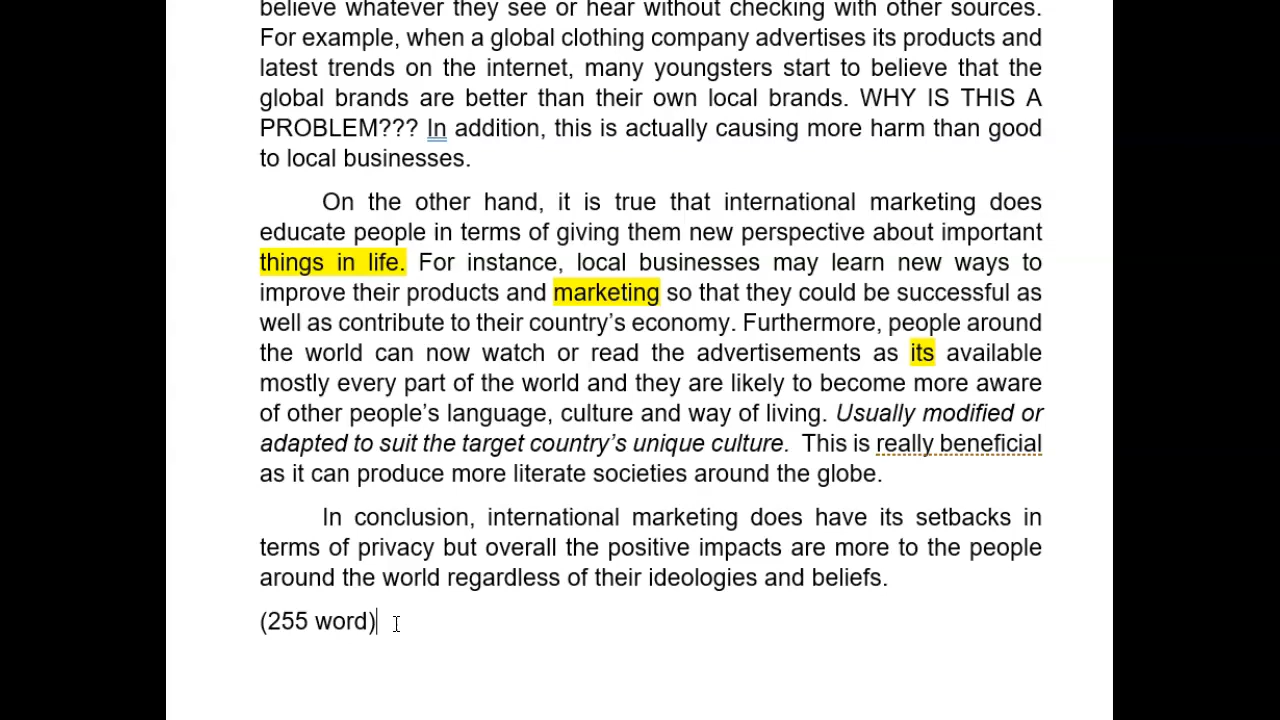 believe whatever they see or hear without checking with other sources.
For example, when a global clothing company advertises its products and
latest trends on the internet, many youngsters start to believe that the
global brands are better than their own local brands. WHY IS THIS A
PROBLEM??? In addition, this is actually causing more harm than good
to local businesses.
On the other hand, it is true that international marketing does
educate people in terms of giving them new perspective about important
things in life. For instance, local businesses may learn new ways to
improve their products and marketing so that they could be successful as
well as contribute to their country’s economy. Furthermore, people around
the world can now watch or read the advertisements as its available
mostly every part of the world and they are likely to become more aware
of other people’s language, culture and way of living. Usually modified or
adapted to suit the target country’s unique culture. This is really beneficial
as it can produce more literate societies around the globe.
In conclusion, international marketing does have its setbacks in
terms of privacy but overall the positive impacts are more to the people
around the world regardless of their ideologies and beliefs.
(255 word)